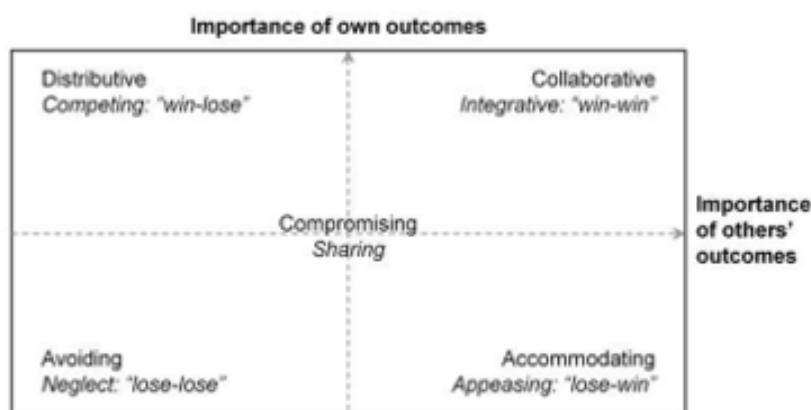 Importance of own outcomes
Distributive
Competing: "win-lose"
Collaborative
Integrative: "win-win"
Compromising
Sharing
Importance
of others'
outcomes
Avoiding
Neglect: "lose-lose"
Accommodating
Appeasing: "lose-win"